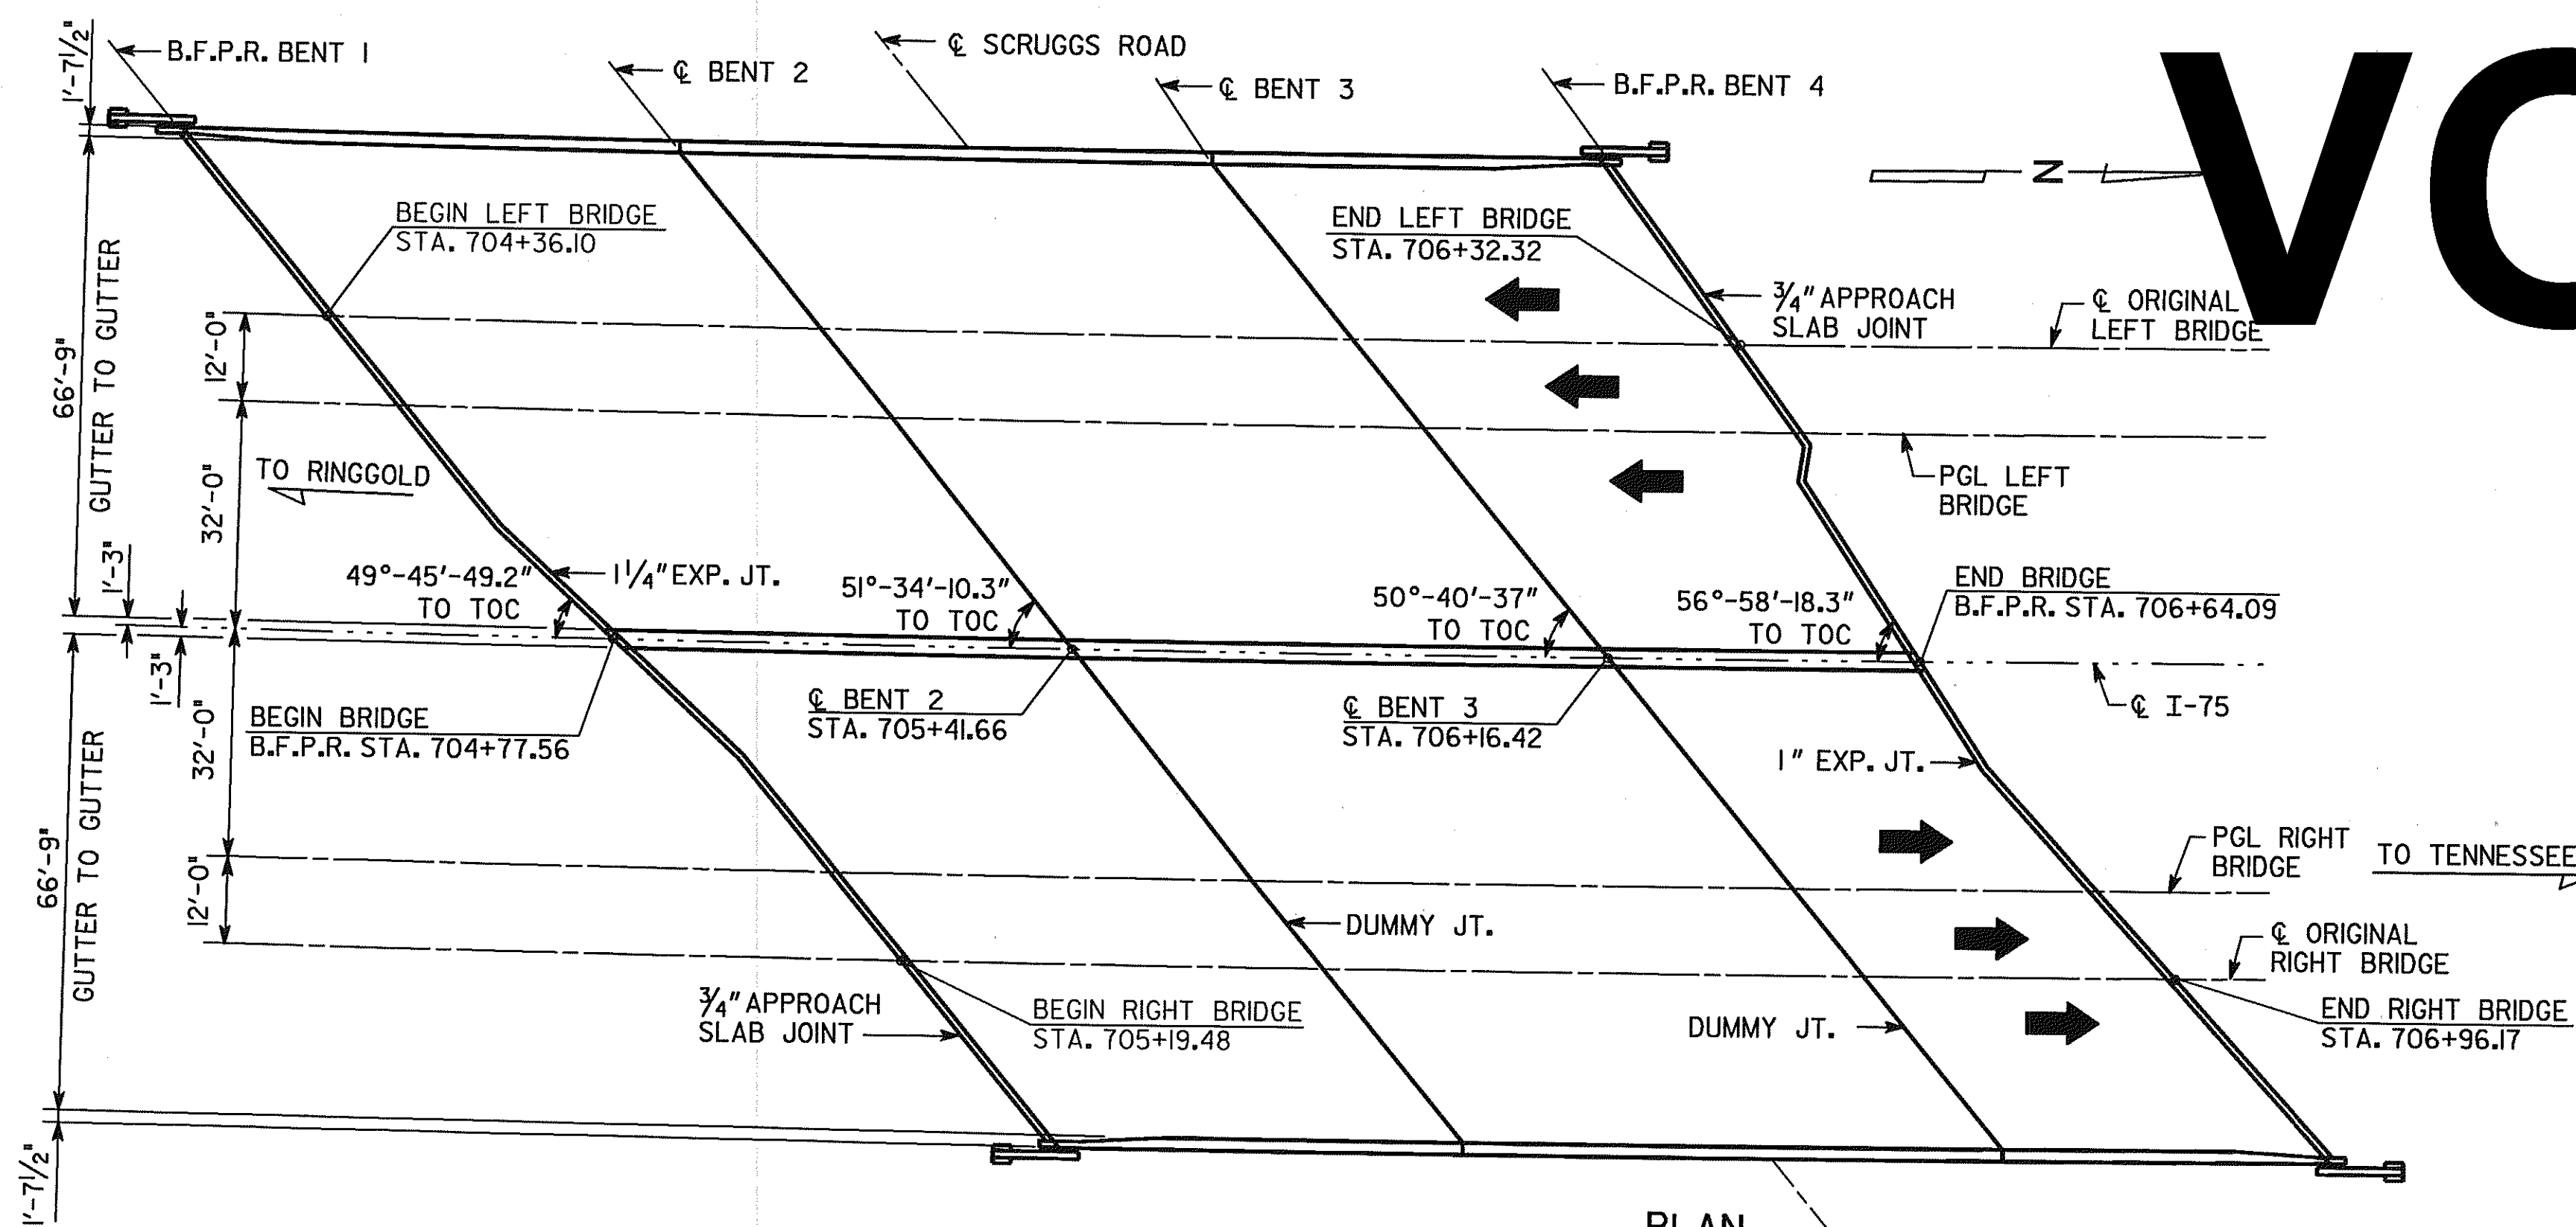 1'-7 1/2"
B.F.P.R. BENT 1
℄ BENT 2
℄ SCRUGGS ROAD
℄ BENT 3
B.F.P.R. BENT 4
N
BEGIN LEFT BRIDGE
STA. 704+36.10
END LEFT BRIDGE
STA. 706+32.32
3/4" APPROACH
SLAB JOINT
℄ ORIGINAL
LEFT BRIDGE
66'-9"
GUTTER TO GUTTER
12'-0"
32'-0"
TO RINGGOLD
PGL LEFT
BRIDGE
1'-3"
49°-45'-49.2"
TO TOC
1 1/4" EXP. JT.
51°-34'-10.3"
TO TOC
50°-40'-37"
TO TOC
56°-58'-18.3"
TO TOC
END BRIDGE
B.F.P.R. STA. 706+64.09
1'-3"
BEGIN BRIDGE
B.F.P.R. STA. 704+77.56
℄ BENT 2
STA. 705+41.66
℄ BENT 3
STA. 706+16.42
℄ I-75
1" EXP. JT.
32'-0"
66'-9"
GUTTER TO GUTTER
12'-0"
PGL RIGHT
BRIDGE
TO TENNESSEE
DUMMY JT.
℄ ORIGINAL
RIGHT BRIDGE
3/4" APPROACH
SLAB JOINT
BEGIN RIGHT BRIDGE
STA. 705+19.48
DUMMY JT.
END RIGHT BRIDGE
STA. 706+96.17
1'-7 1/2"
PLAN